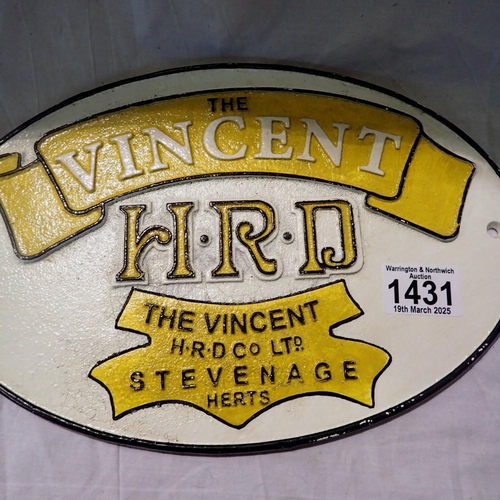 THE
VINCENT
H·R·D
THE VINCENT
H·R·D Co LTD
STEVENAGE
HERTS
Warrington & Northwich
Auction
1431
19th March 2025